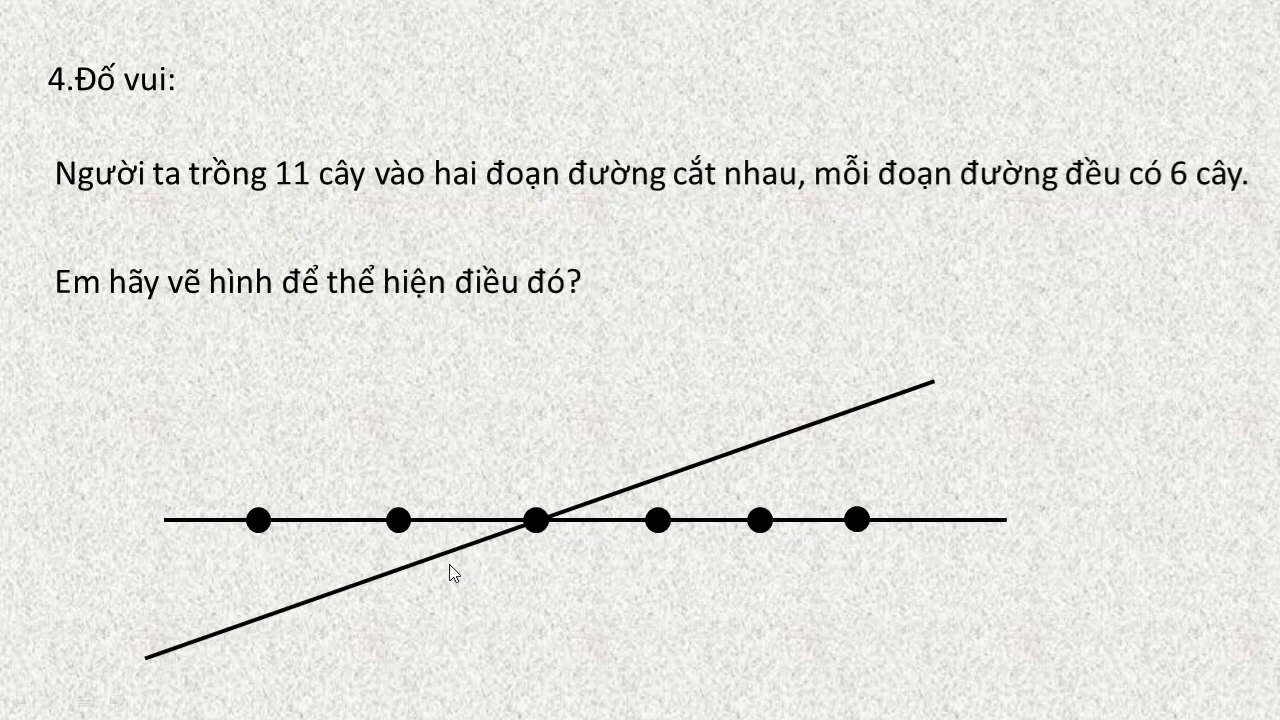 4.Đố vui:
Người ta trồng 11 cây vào hai đoạn đường cắt nhau, mỗi đoạn đường đều có 6 cây.
Em hãy vẽ hình để thể hiện điều đó?